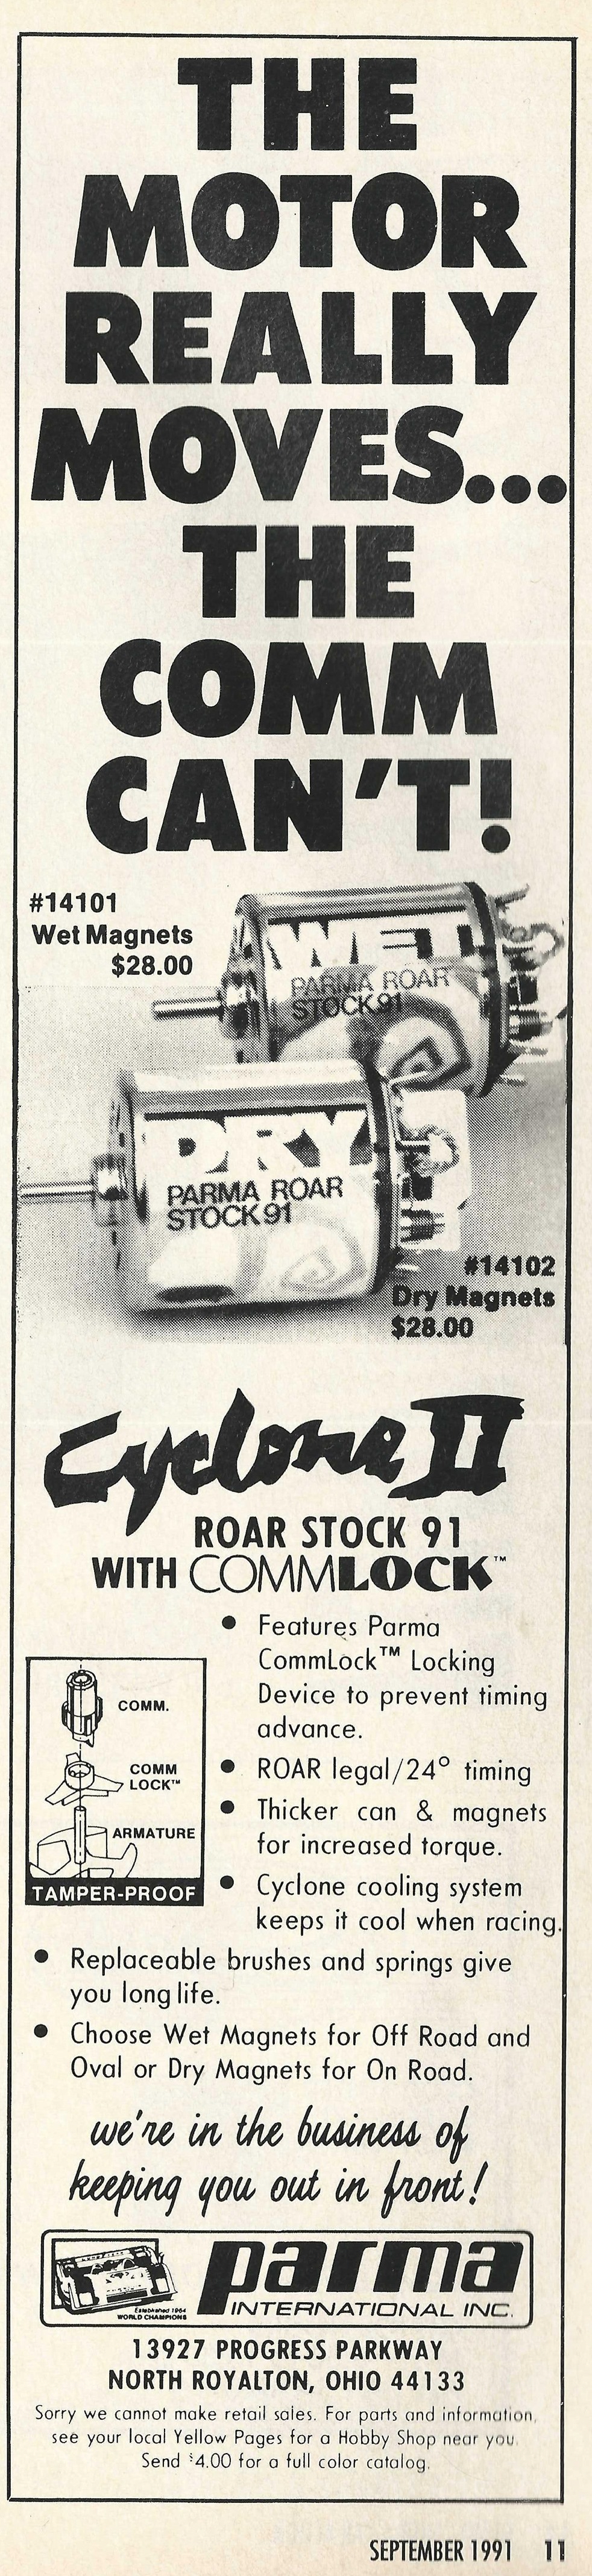 THE
MOTOR
REALLY
MOVES...
THE
COMM
CAN'T!
#14101
Wet Magnets
$28.00
WET
PARMA ROAR
STOCK 91
DRY
PARMA ROAR
STOCK 91
#14102
Dry Magnets
$28.00
Cyclone II
ROAR STOCK 91
WITH COMMLOCK™
• Features Parma
CommLock™ Locking
Device to prevent timing
advance.
• ROAR legal/24° timing
• Thicker can & magnets
for increased torque.
• Cyclone cooling system
keeps it cool when racing.
COMM.
COMM
LOCK™
ARMATURE
TAMPER-PROOF
• Replaceable brushes and springs give
you long life.
• Choose Wet Magnets for Off Road and
Oval or Dry Magnets for On Road.
we're in the business of
keeping you out in front!
Established 1964
WORLD CHAMPIONS
parma
INTERNATIONAL INC.
13927 PROGRESS PARKWAY
NORTH ROYALTON, OHIO 44133
Sorry we cannot make retail sales. For parts and information,
see your local Yellow Pages for a Hobby Shop near you.
Send $4.00 for a full color catalog.
SEPTEMBER 1991 11